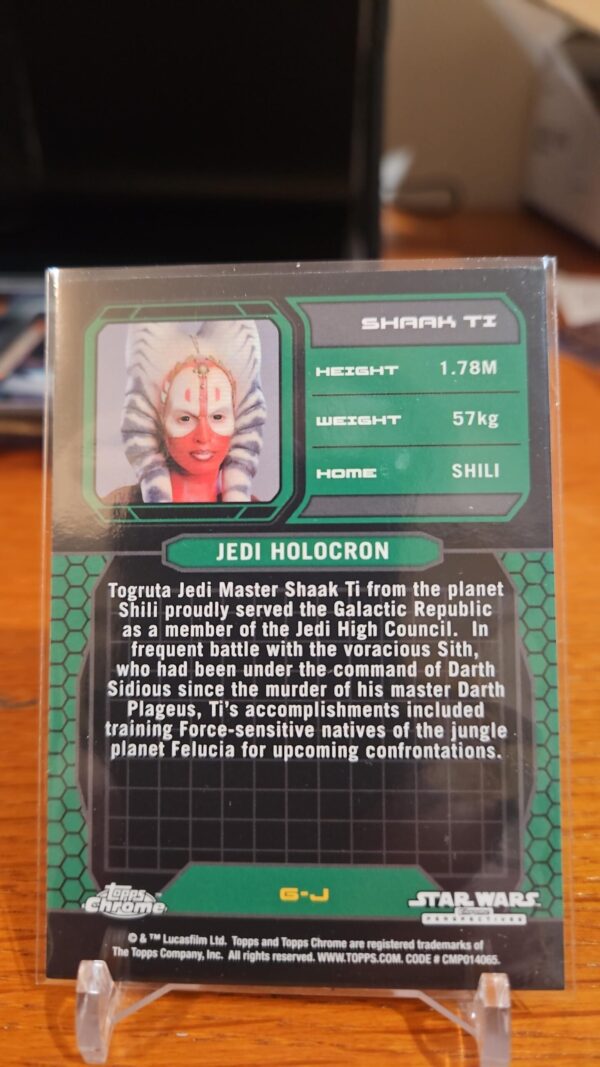 SHAAK TI
HEIGHT 1.78M
WEIGHT 57kg
HOME SHILI
JEDI HOLOCRON
Togruta Jedi Master Shaak Ti from the planet
Shili proudly served the Galactic Republic
as a member of the Jedi High Council. In
frequent battle with the voracious Sith,
who had been under the command of Darth
Sidious since the murder of his master Darth
Plageus, Ti's accomplishments included
training Force-sensitive natives of the jungle
planet Felucia for upcoming confrontations.
6-J
TOPPS
Chrome
STAR WARS
PERSPECTIVES
© & ™ Lucasfilm Ltd. Topps and Topps Chrome are registered trademarks of
The Topps Company, Inc. All rights reserved. WWW.TOPPS.COM. CODE # CMP014065.